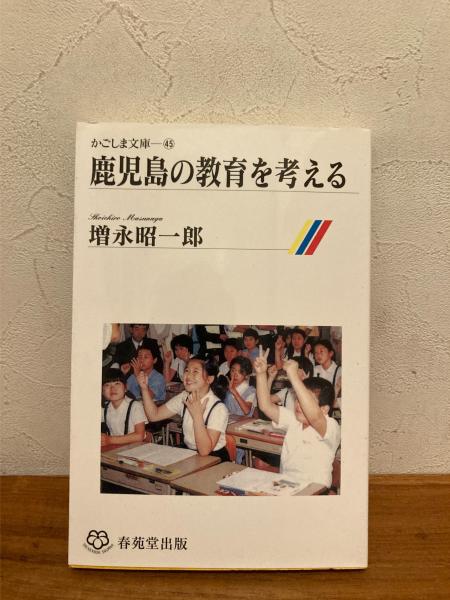 かごしま文庫─㊺
鹿児島の教育を考える
Shoichiro Masunaga
増永昭一郎
春苑堂出版